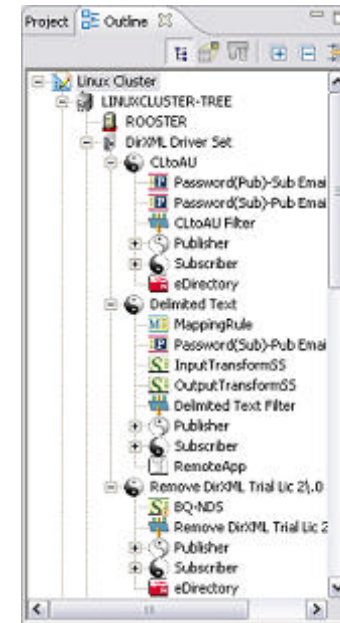 Project Outline
Linux Cluster
LINUXCLUSTER-TREE
ROOSTER
DirXML Driver Set
CLtoAU
Password(Pub)-Sub Emai
Password(Sub)-Pub Emai
CLtoAU Filter
Publisher
Subscriber
eDirectory
Delimited Text
MappingRule
Password(Sub)-Pub Emai
InputTransformSS
OutputTransformSS
Delimited Text Filter
Publisher
Subscriber
RemoteApp
Remove DirXML Trial Lic 2\.0
BQ-NDS
Remove DirXML Trial Lic 2
Publisher
Subscriber
eDirectory